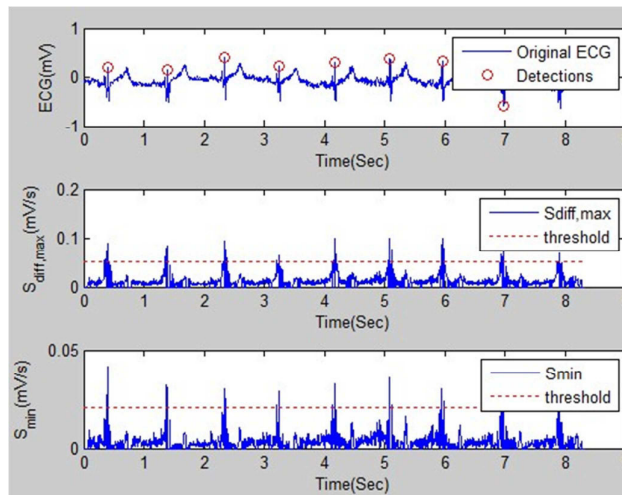 1
0
-1
ECG(mV)
Original ECG
Detections
0 1 2 3 4 5 6 7 8
Time(Sec)
0.2
0.1
0
S_diff,max(mV/s)
Sdiff,max
threshold
0 1 2 3 4 5 6 7 8
Time(Sec)
0.05
0
S_min(mV/s)
Smin
threshold
0 1 2 3 4 5 6 7 8
Time(Sec)